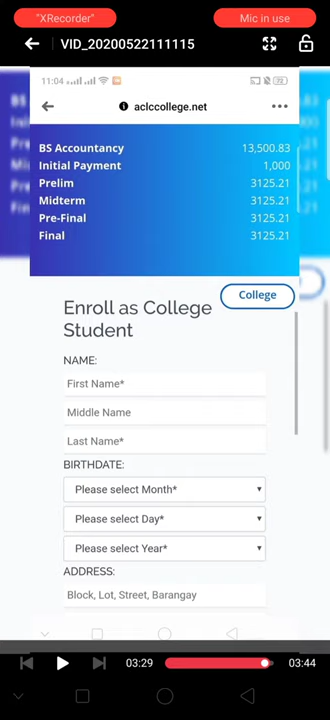 "XRecorder"
Mic in use
VID_20200522111115
11:04
92
aclccollege.net
BS Accountancy 13,500.83
Initial Payment 1,000
Prelim 3125.21
Midterm 3125.21
Pre-Final 3125.21
Final 3125.21
College
Enroll as College
Student
NAME:
First Name*
Middle Name
Last Name*
BIRTHDATE:
Please select Month*
Please select Day*
Please select Year*
ADDRESS:
Block, Lot, Street, Barangay
03:29
03:44